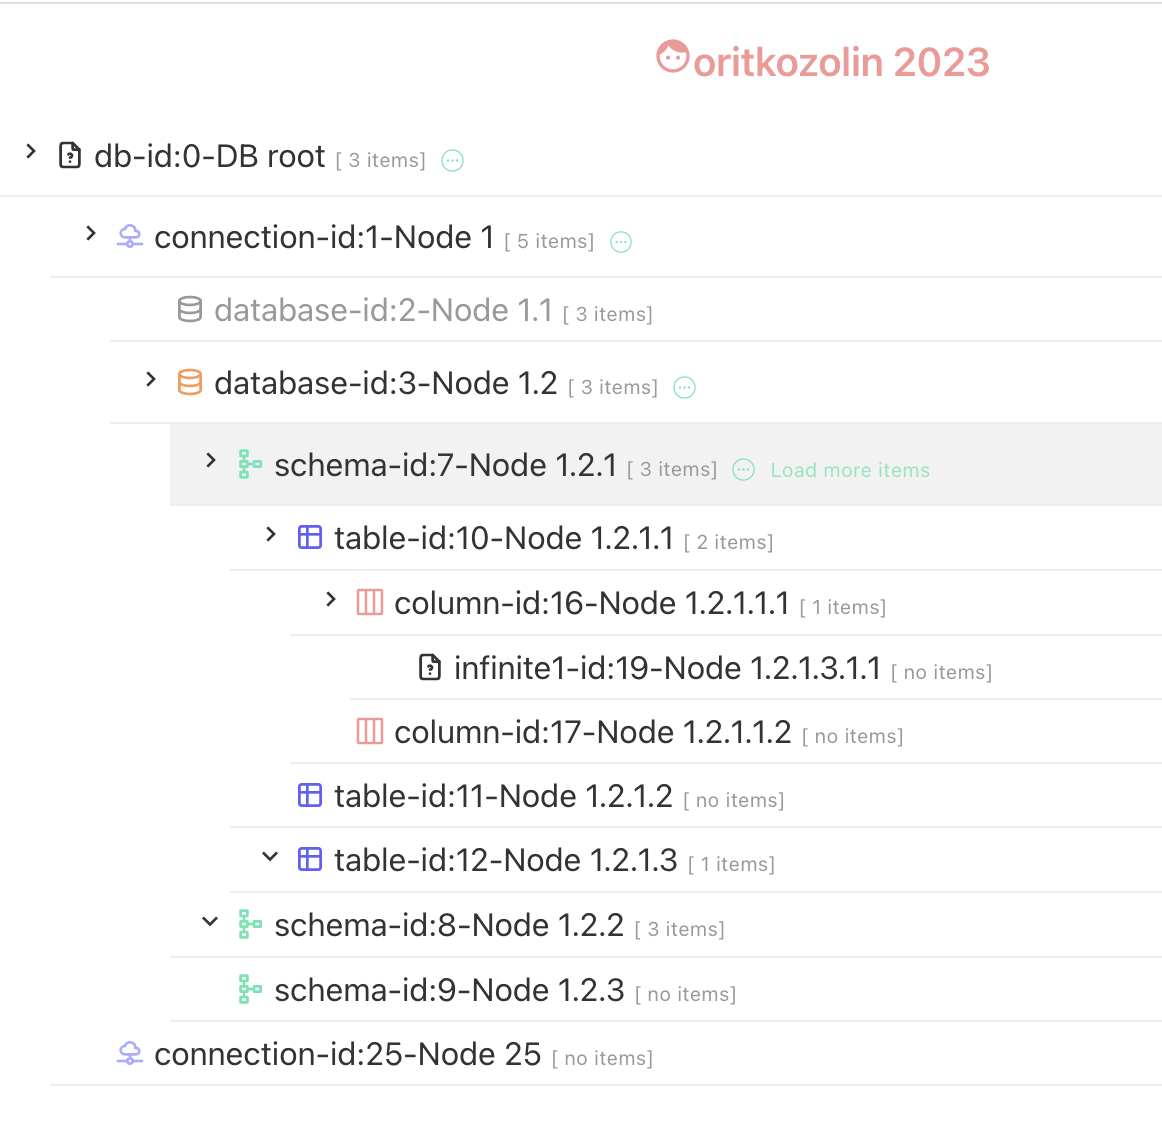 oritkozolin 2023
db-id:0-DB root [ 3 items]
connection-id:1-Node 1 [ 5 items]
database-id:2-Node 1.1 [ 3 items]
database-id:3-Node 1.2 [ 3 items]
schema-id:7-Node 1.2.1 [ 3 items] Load more items
table-id:10-Node 1.2.1.1 [ 2 items]
column-id:16-Node 1.2.1.1.1 [ 1 items]
infinite1-id:19-Node 1.2.1.3.1.1 [ no items]
column-id:17-Node 1.2.1.1.2 [ no items]
table-id:11-Node 1.2.1.2 [ no items]
table-id:12-Node 1.2.1.3 [ 1 items]
schema-id:8-Node 1.2.2 [ 3 items]
schema-id:9-Node 1.2.3 [ no items]
connection-id:25-Node 25 [ no items]